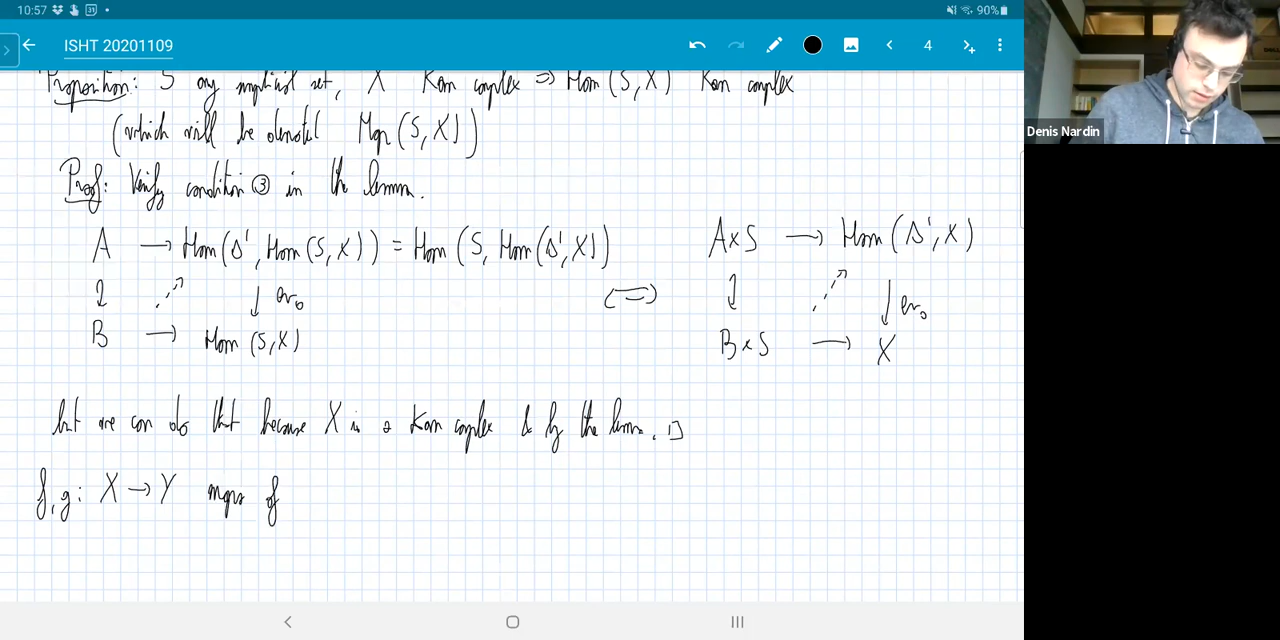 10:57 31 90%
ISHT 20201109
4
Proposition: S any simplicial set, X Kan complex ⇒ Hom(S, X) Kan complex
(which will be denoted Map(S, X))
Proof: Verify condition ③ in the lemma.
A → Hom(Δ¹, Hom(S, X)) = Hom(S, Hom(Δ¹, X))
A×S → Hom(Δ¹, X)
↓ ev₀
⇔
↓ ev₀
B → Hom(S, X)
B×S → X
but we can do that because X is a Kan complex & by the lemma. □
f, g: X → Y maps of
Denis Nardin